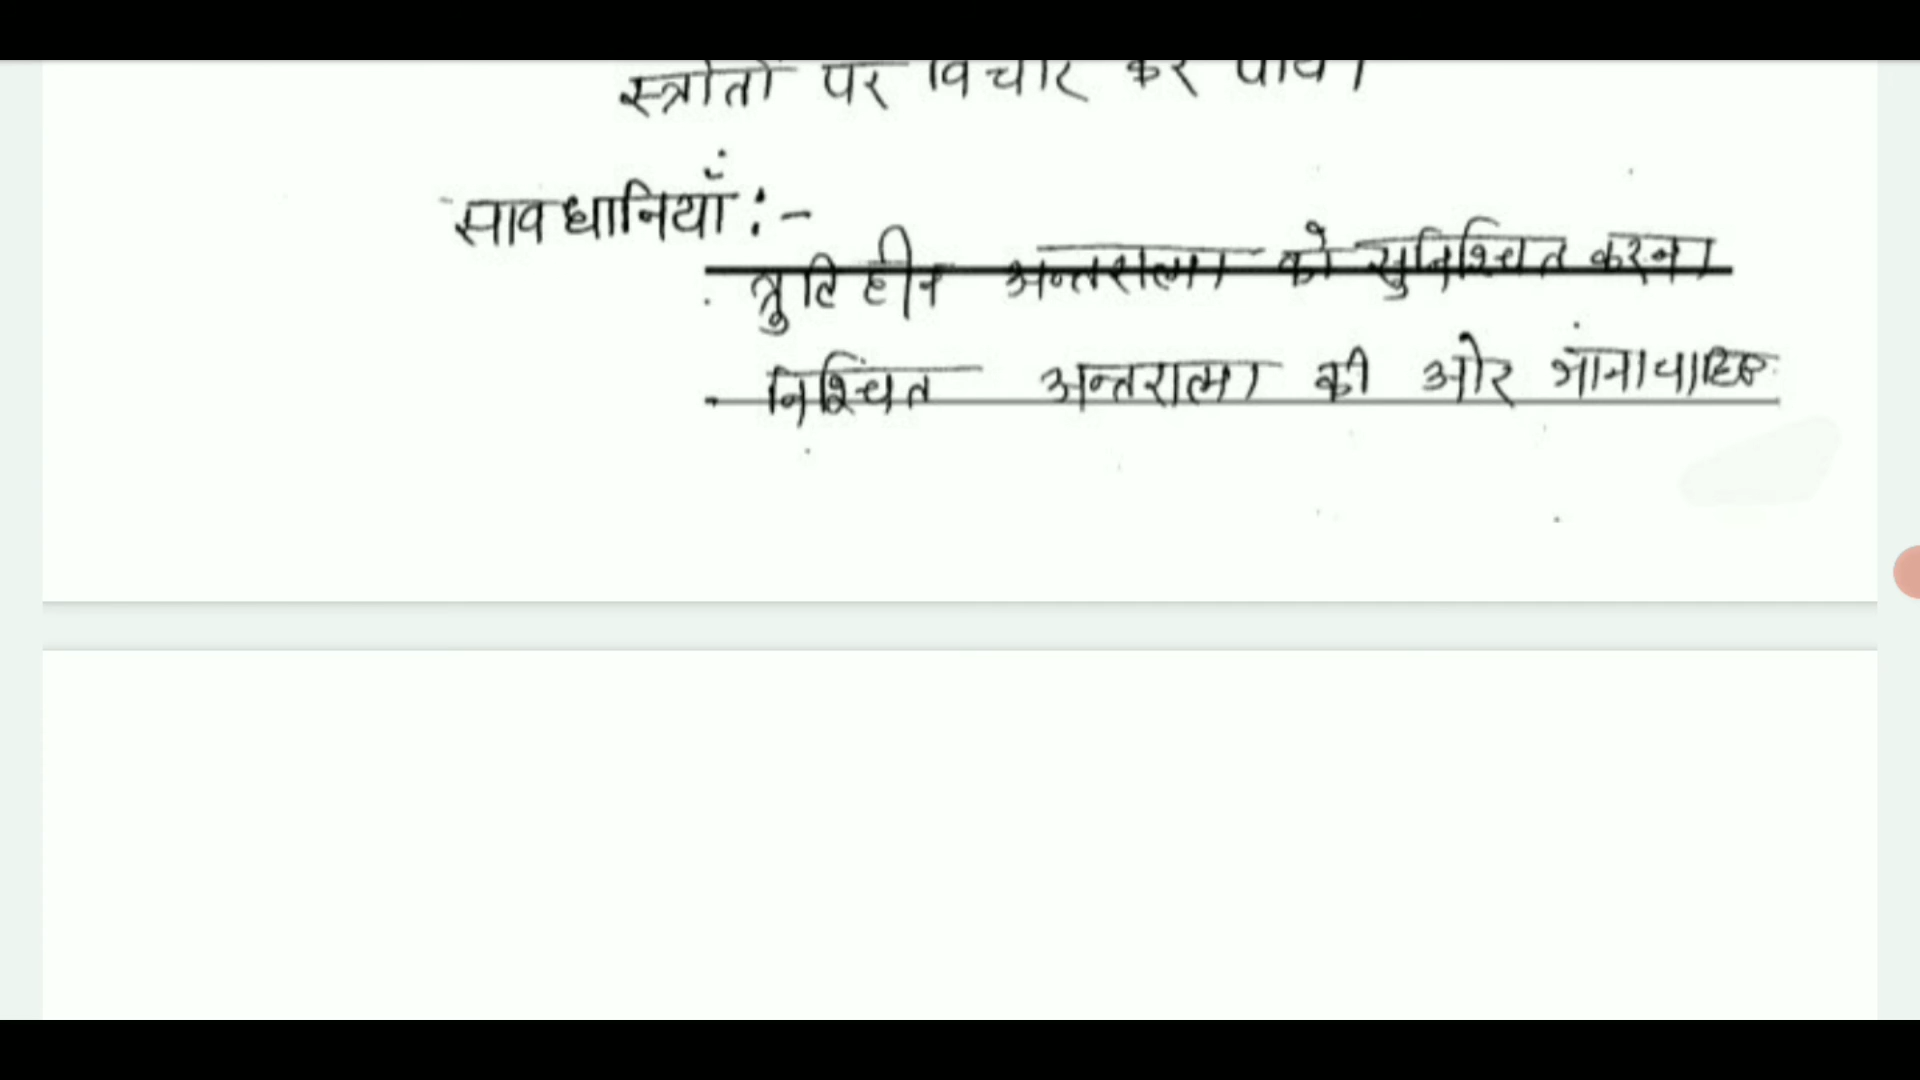 स्त्रोतों पर विचार कर पाये।
सावधानियाँ :-
. त्रुटिहीन अन्तरात्मा को सुनिश्चित करना
. निश्चित अन्तरात्मा की ओर